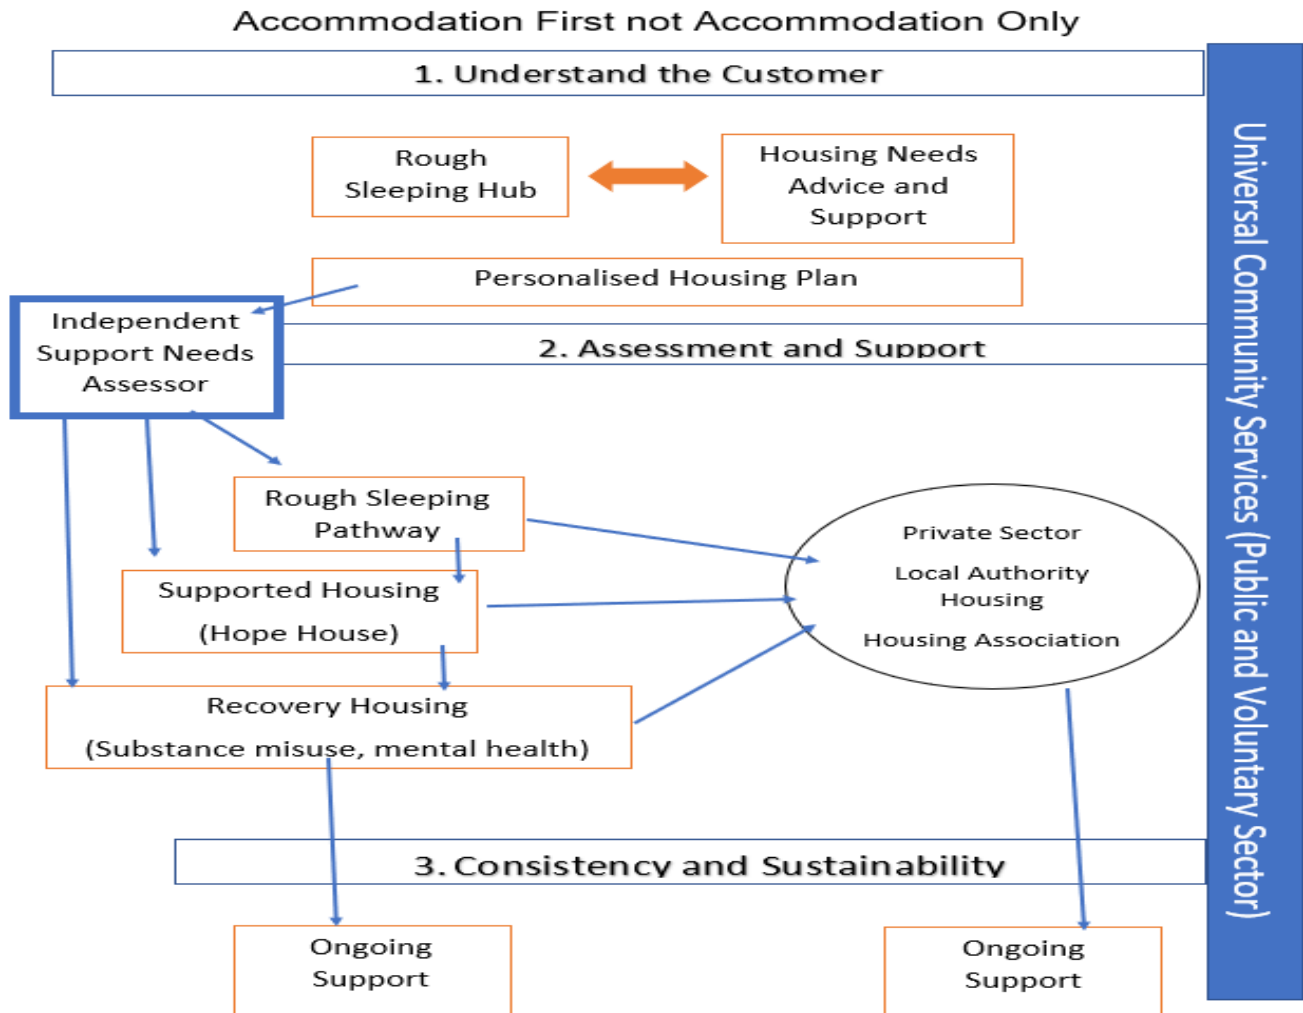 Accommodation First not Accommodation Only
1. Understand the Customer
Rough
Sleeping Hub
Housing Needs
Advice and
Support
Personalised Housing Plan
Independent
Support Needs
Assessor
2. Assessment and Support
Rough Sleeping
Pathway
Supported Housing
(Hope House)
Recovery Housing
(Substance misuse, mental health)
Private Sector
Local Authority
Housing
Housing Association
3. Consistency and Sustainability
Ongoing
Support
Ongoing
Support
Universal Community Services (Public and Voluntary Sector)